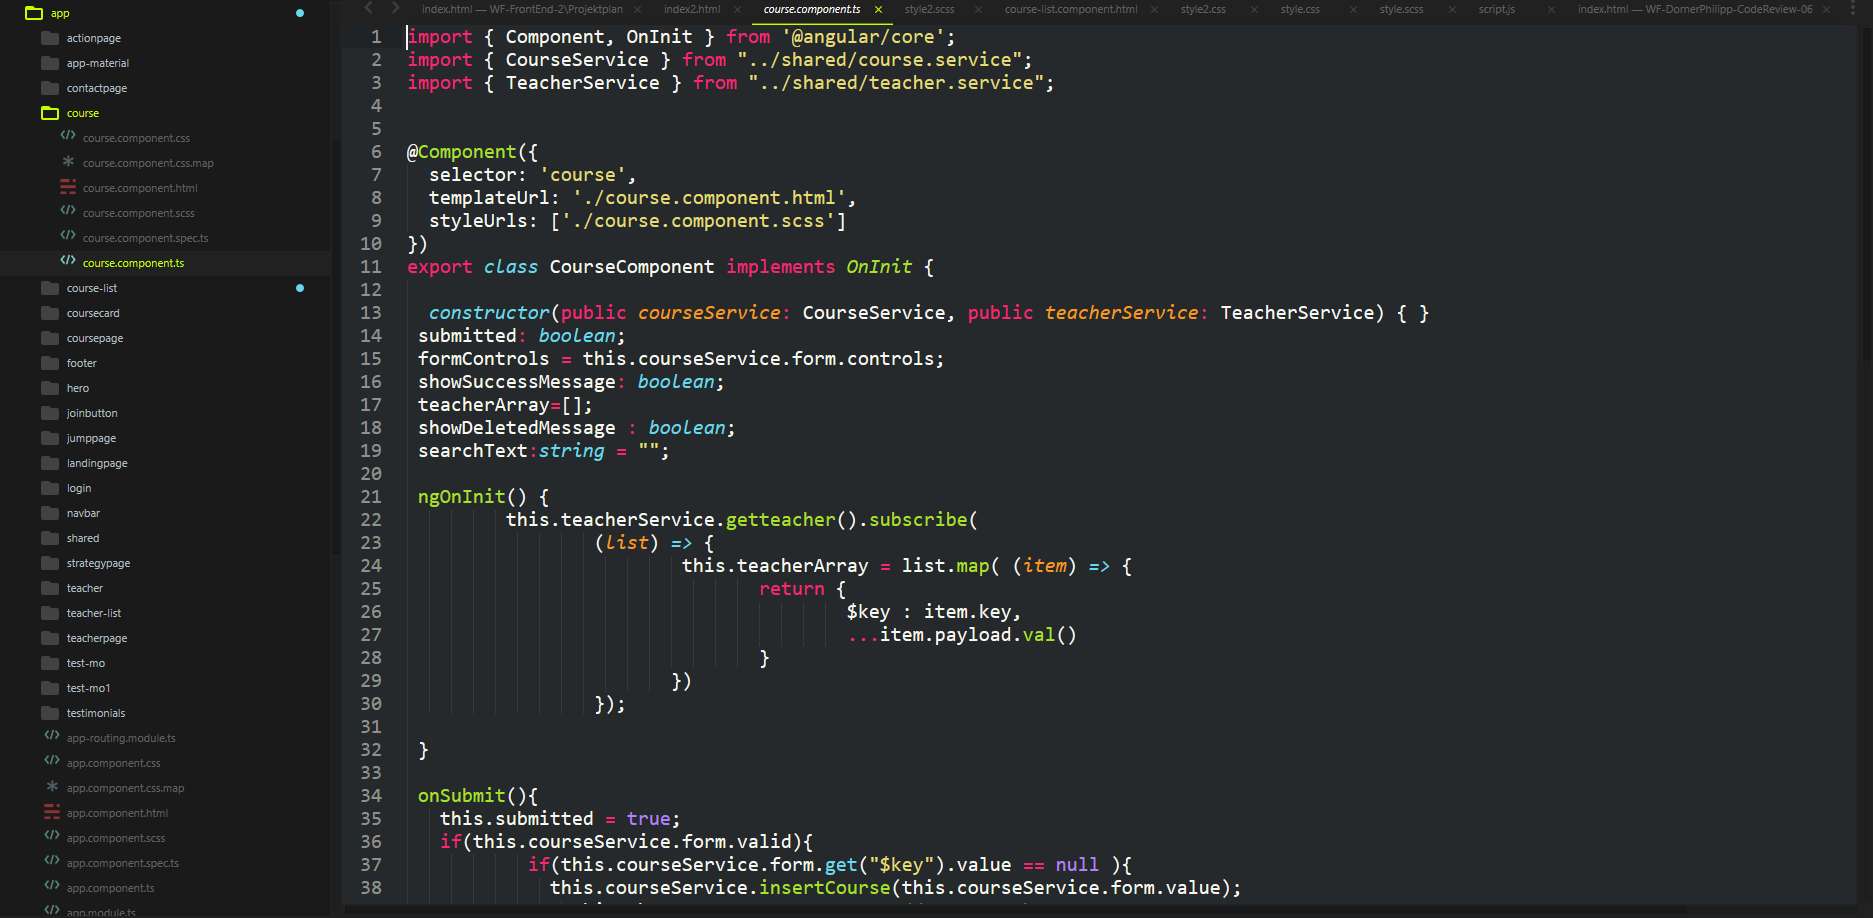 app
actionpage
app-material
contactpage
course
course.component.css
course.component.css.map
course.component.html
course.component.scss
course.component.spec.ts
course.component.ts
course-list
coursecard
coursepage
footer
hero
joinbutton
jumppage
landingpage
login
navbar
shared
strategypage
teacher
teacher-list
teacherpage
test-mo
test-mo1
testimonials
app-routing.module.ts
app.component.css
app.component.css.map
app.component.html
app.component.scss
app.component.spec.ts
app.component.ts
app.module.ts
index.html — WF-FrontEnd-2\Projektplan index2.html course.component.ts style2.scss course-list.component.html style2.css style.css style.scss script.js index.html — WF-DornerPhilipp-CodeReview-06
1 import { Component, OnInit } from '@angular/core';
2 import { CourseService } from "../shared/course.service";
3 import { TeacherService } from "../shared/teacher.service";
4
5
6 @Component({
7 selector: 'course',
8 templateUrl: './course.component.html',
9 styleUrls: ['./course.component.scss']
10 })
11 export class CourseComponent implements OnInit {
12
13 constructor(public courseService: CourseService, public teacherService: TeacherService) { }
14 submitted: boolean;
15 formControls = this.courseService.form.controls;
16 showSuccessMessage: boolean;
17 teacherArray=[];
18 showDeletedMessage : boolean;
19 searchText:string = "";
20
21 ngOnInit() {
22 this.teacherService.getteacher().subscribe(
23 (list) => {
24 this.teacherArray = list.map( (item) => {
25 return {
26 $key : item.key,
27 ...item.payload.val()
28 }
29 })
30 });
31
32 }
33
34 onSubmit(){
35 this.submitted = true;
36 if(this.courseService.form.valid){
37 if(this.courseService.form.get("$key").value == null ){
38 this.courseService.insertCourse(this.courseService.form.value);